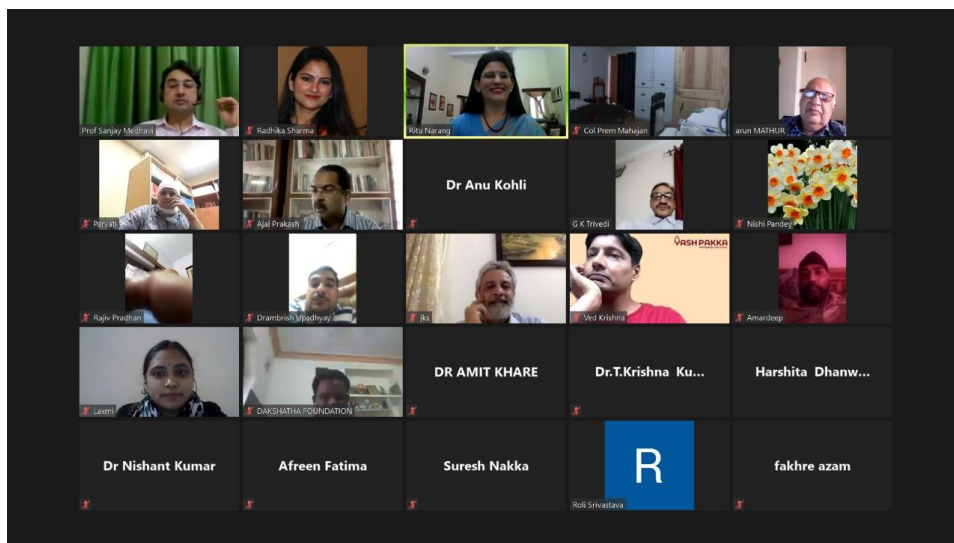 Prof Sanjay Medhavi
Radhika Sharma
Ritu Narang
Col Prem Mahajan
arun MATHUR
Parvati
Ajai Prakash
Dr Anu Kohli
G K Trivedi
Nishi Pandey
Rajiv Pradhan
Drambrish Upadhyay
jks
YASH PAKKA
Ved Krishna
Amardeep
Laxmi
DAKSHATHA FOUNDATION
DR AMIT KHARE
Dr.T.Krishna Ku...
Harshita Dhanw...
Dr Nishant Kumar
Afreen Fatima
Suresh Nakka
R
Roli Srivastava
fakhre azam